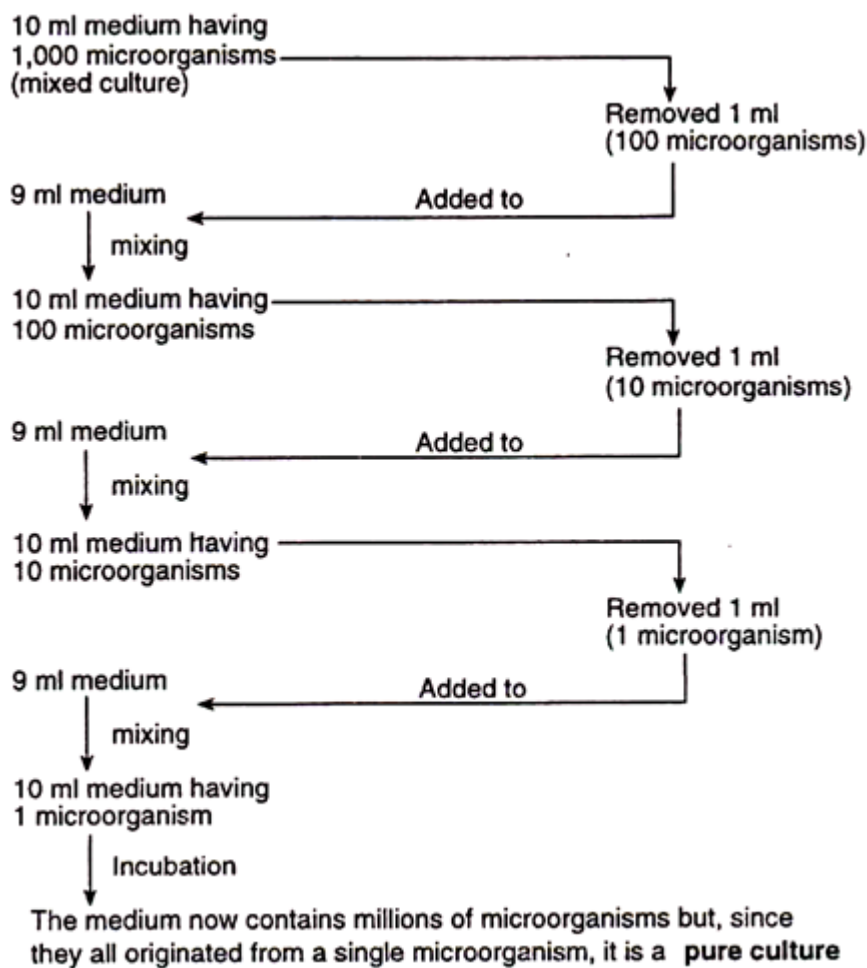 10 ml medium having
1,000 microorganisms
(mixed culture)
Removed 1 ml
(100 microorganisms)
9 ml medium
Added to
mixing
10 ml medium having
100 microorganisms
Removed 1 ml
(10 microorganisms)
9 ml medium
Added to
mixing
10 ml medium having
10 microorganisms
Removed 1 ml
(1 microorganism)
9 ml medium
Added to
mixing
10 ml medium having
1 microorganism
Incubation
The medium now contains millions of microorganisms but, since
they all originated from a single microorganism, it is a pure culture